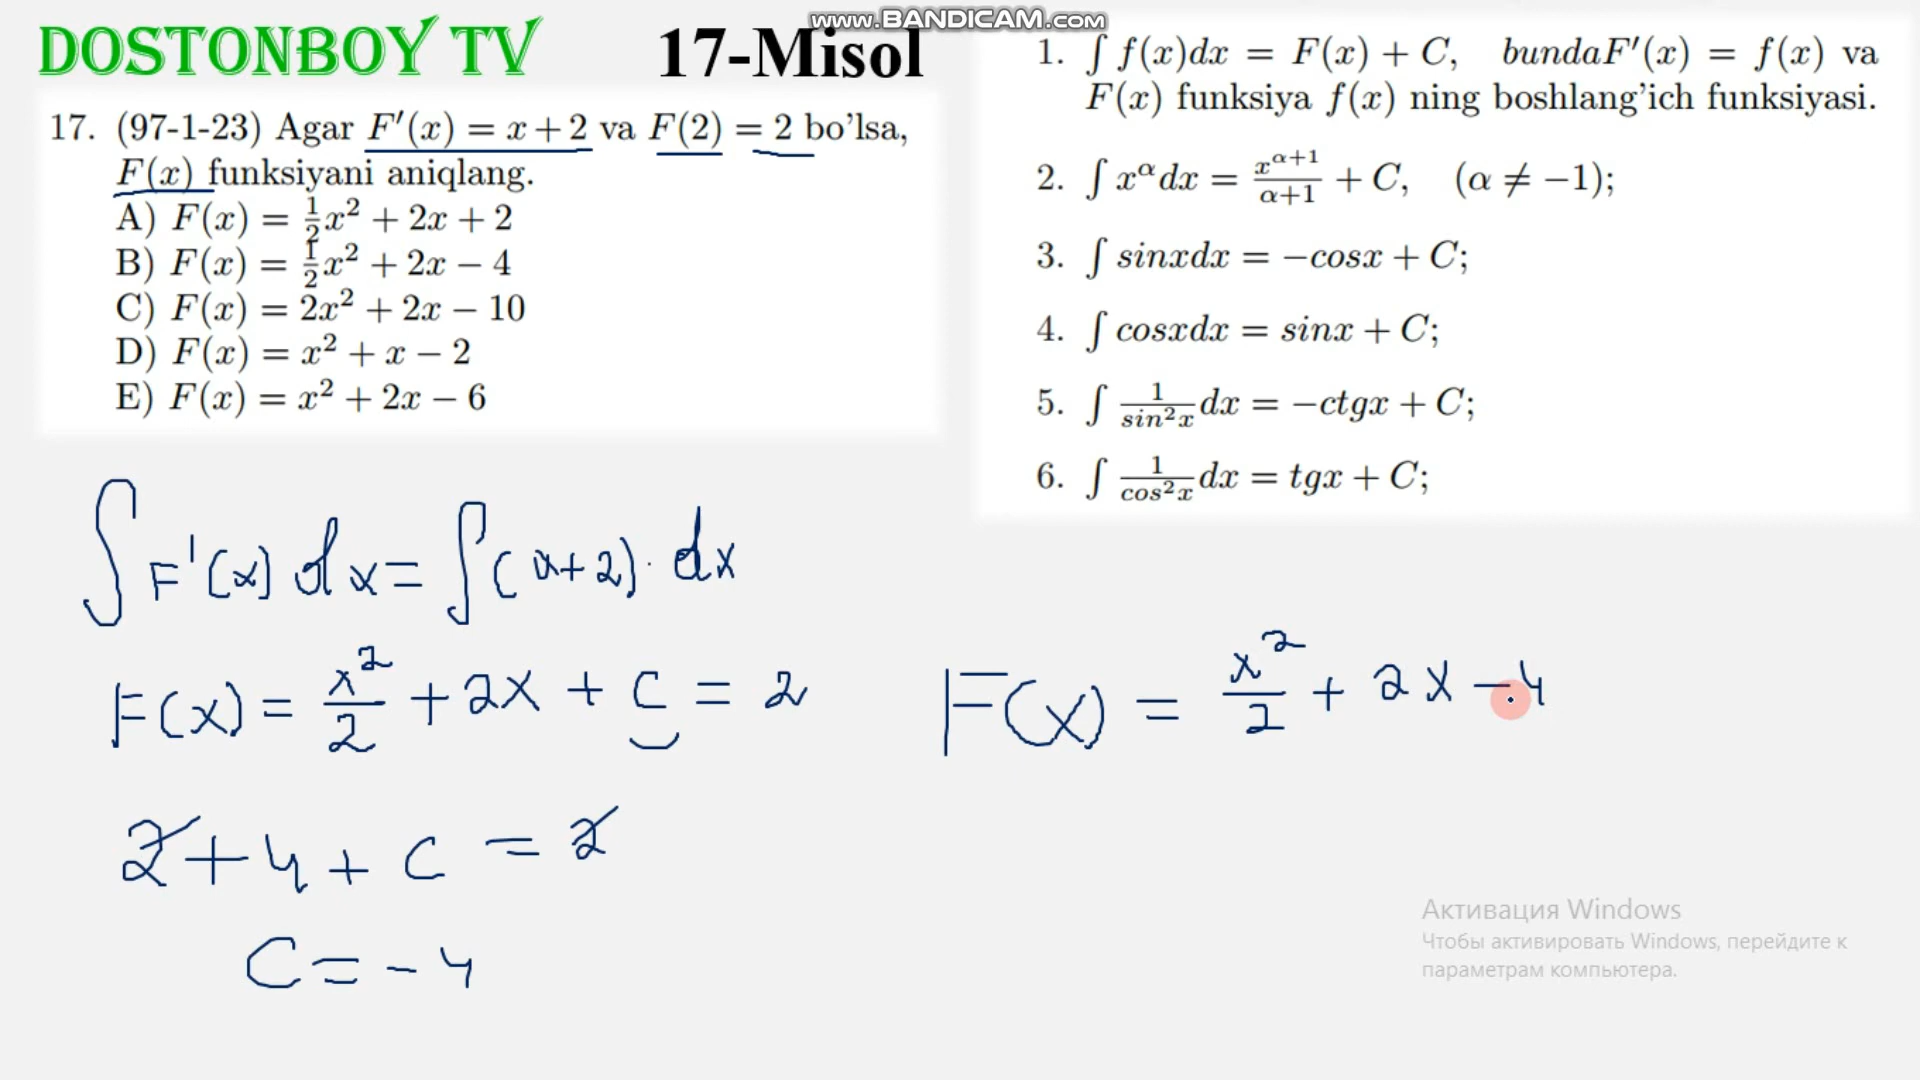 www.BANDICAM.com
DOSTONBOY TV
17-Misol
17. (97-1-23) Agar F′(x) = x + 2 va F(2) = 2 bo’lsa,
F(x) funksiyani aniqlang.
A) F(x) = 1/2 x² + 2x + 2
B) F(x) = 1/2 x² + 2x − 4
C) F(x) = 2x² + 2x − 10
D) F(x) = x² + x − 2
E) F(x) = x² + 2x − 6
1. ∫ f(x)dx = F(x) + C, bundaF′(x) = f(x) va
F(x) funksiya f(x) ning boshlang’ich funksiyasi.
2. ∫ x^α dx = x^(α+1)/(α+1) + C, (α ≠ −1);
3. ∫ sinxdx = −cosx + C;
4. ∫ cosxdx = sinx + C;
5. ∫ 1/sin²x dx = −ctgx + C;
6. ∫ 1/cos²x dx = tgx + C;
∫ F'(x) dx = ∫ (x+2) · dx
F(x) = x²/2 + 2x + C = 2
2 + 4 + C = 2
C = -4
F(x) = x²/2 + 2x - 4
Активация Windows
Чтобы активировать Windows, перейдите к
параметрам компьютера.